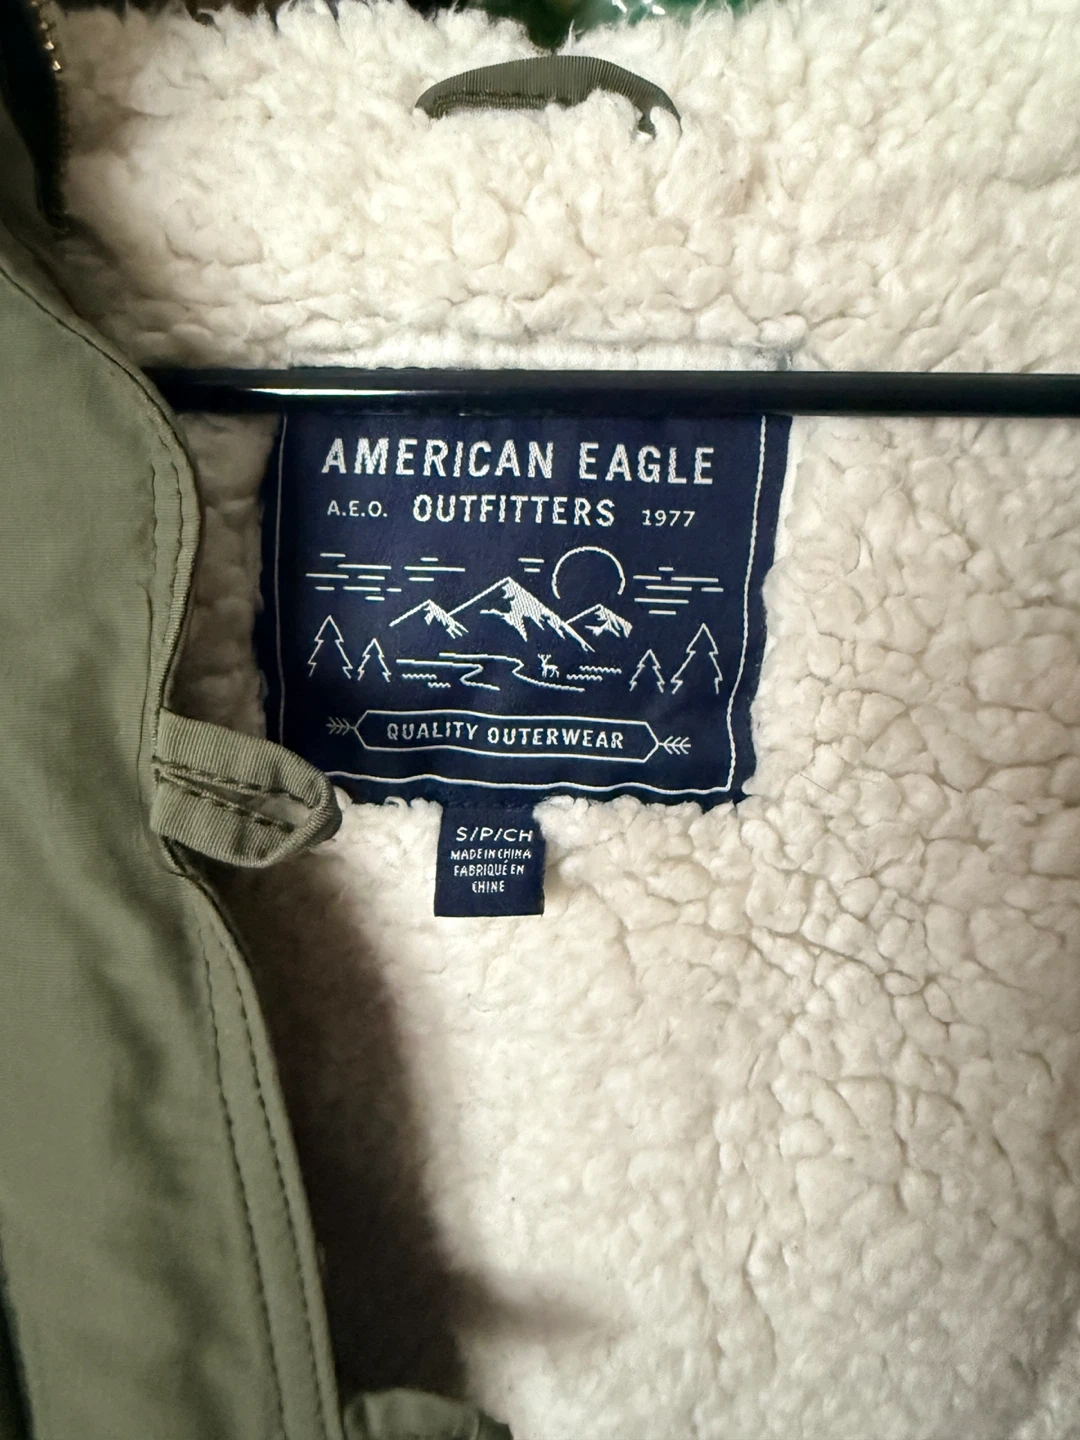 AMERICAN EAGLE
A.E.O. OUTFITTERS 1977
QUALITY OUTERWEAR
S/P/CH
MADE IN CHINA
FABRIQUÉ EN
CHINE